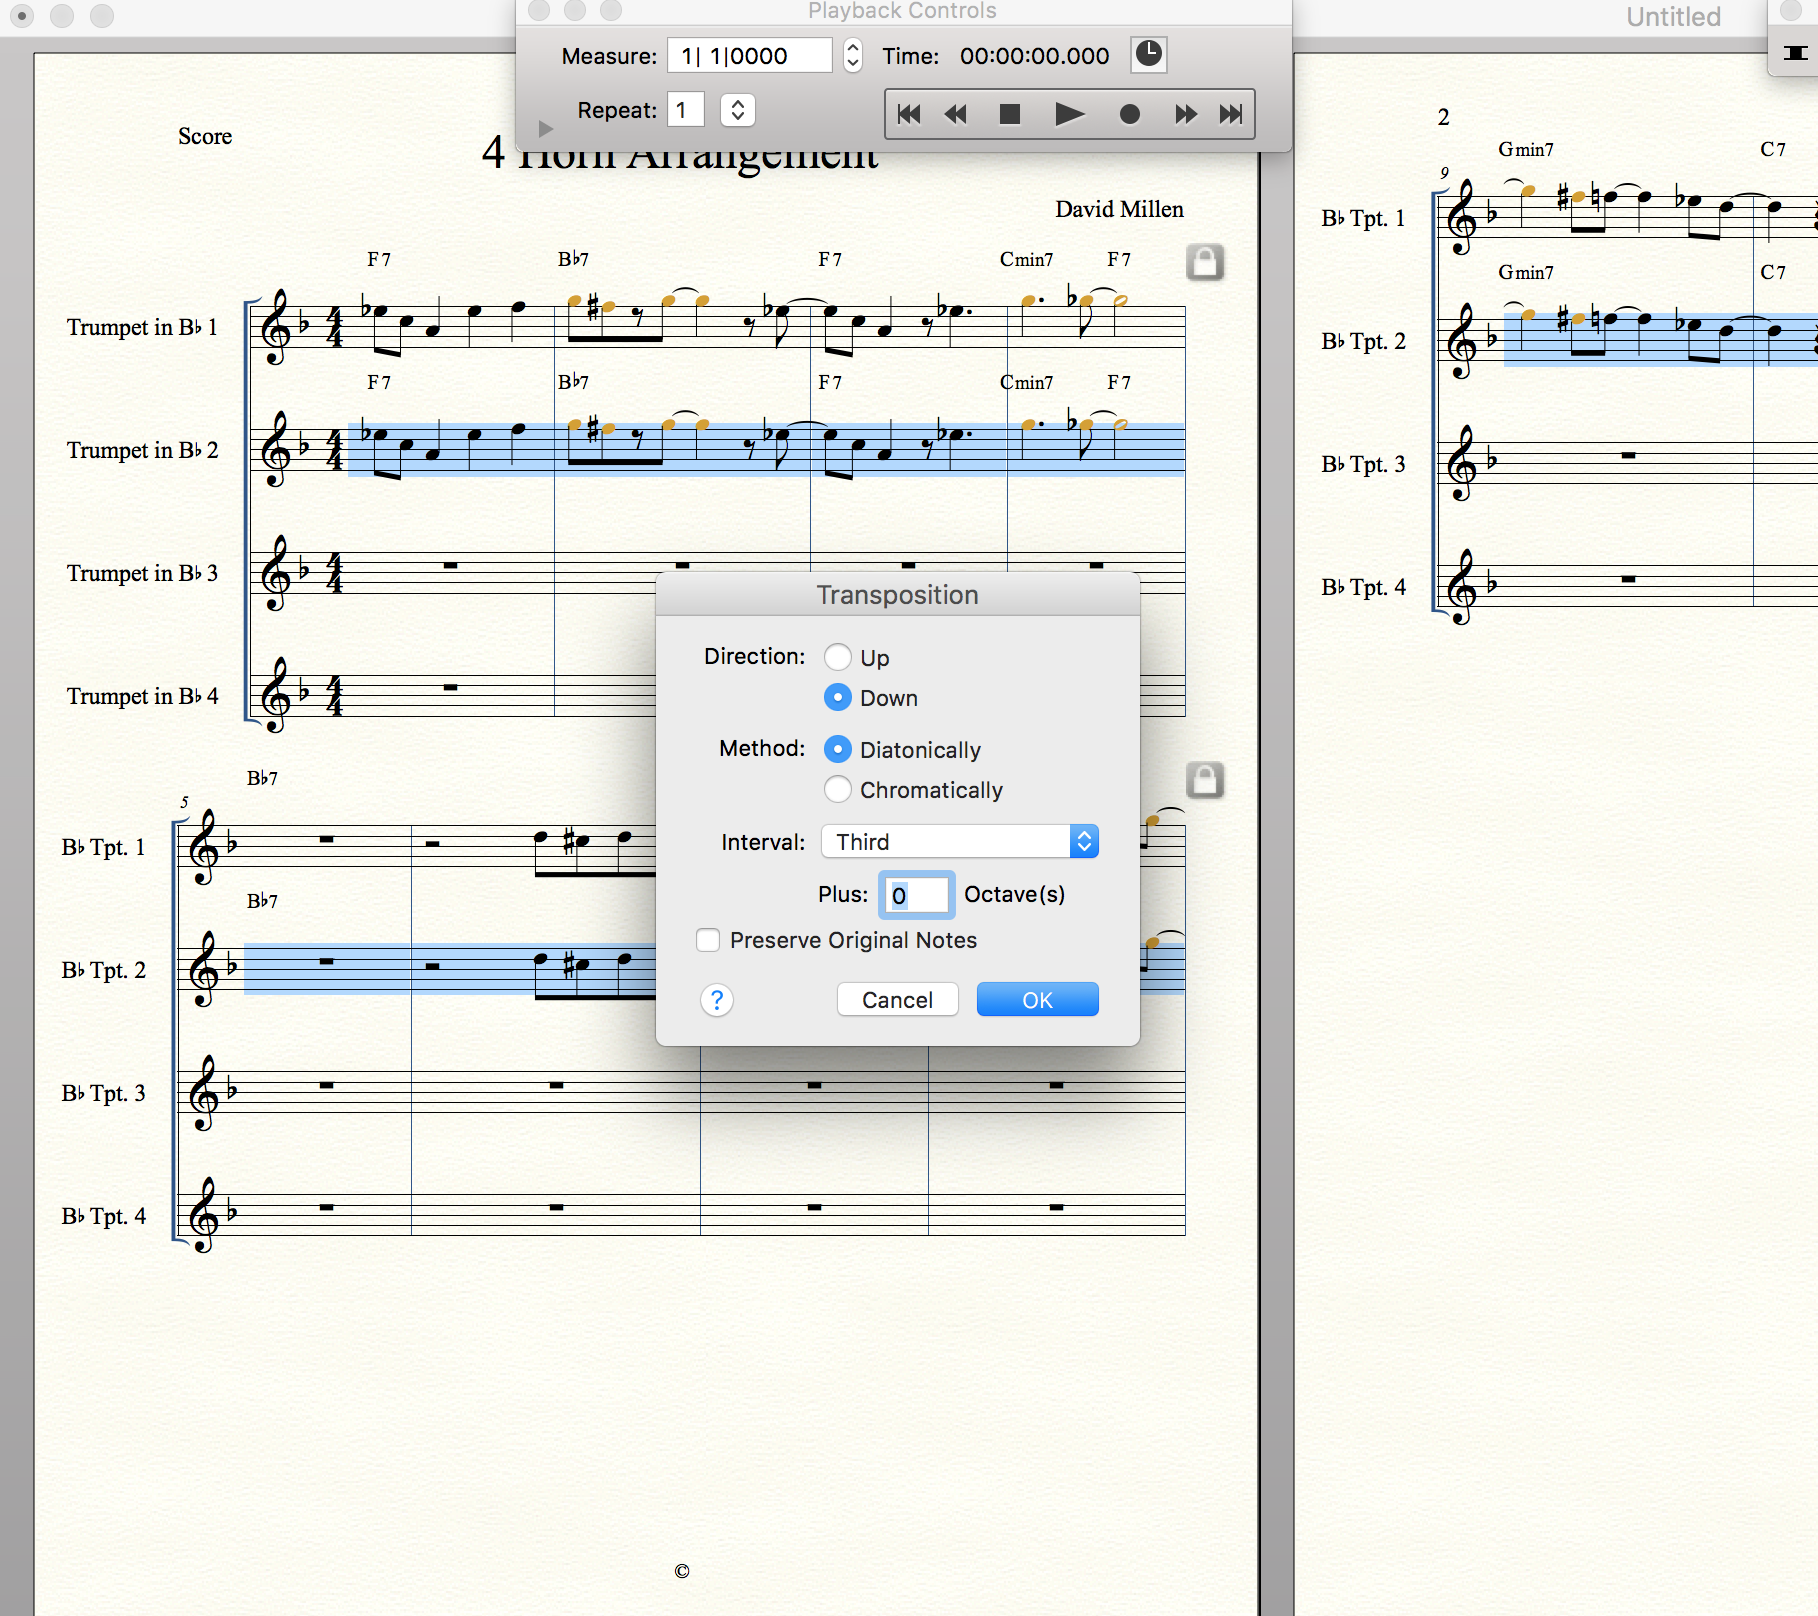 Playback Controls
Untitled
Measure: 1| 1|0000 Time: 00:00:00.000
Repeat: 1
Score
4 Horn Arrangement
David Millen
F7 B♭7 F7 Cmin7 F7
Trumpet in B♭ 1
F7 B♭7 F7 Cmin7 F7
Trumpet in B♭ 2
Trumpet in B♭ 3
Trumpet in B♭ 4
B♭7
5
B♭ Tpt. 1
B♭7
B♭ Tpt. 2
B♭ Tpt. 3
B♭ Tpt. 4
©
Transposition
Direction: Up
Down
Method: Diatonically
Chromatically
Interval: Third
Plus: 0 Octave(s)
Preserve Original Notes
? Cancel OK
2
Gmin7 C7
9
B♭ Tpt. 1
Gmin7 C7
B♭ Tpt. 2
B♭ Tpt. 3
B♭ Tpt. 4